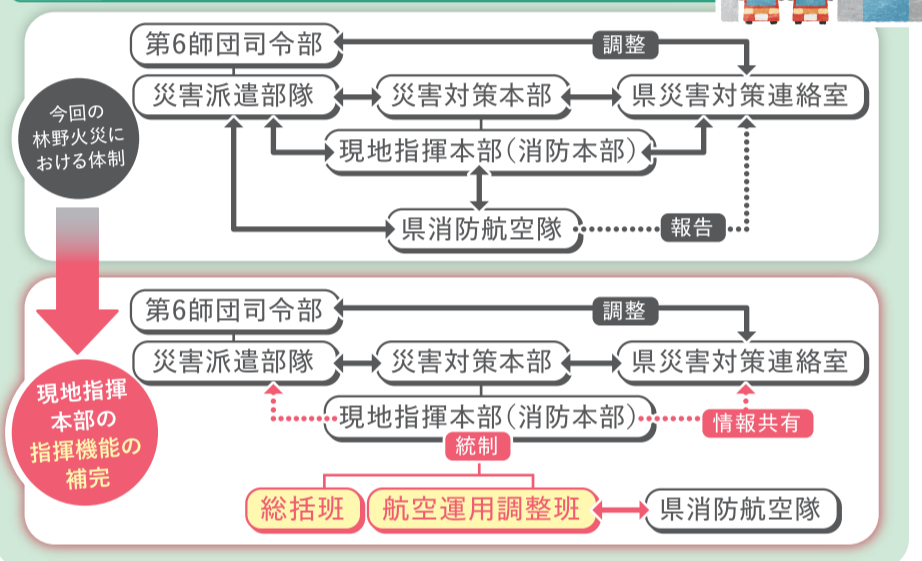 第6師団司令部
調整
災害派遣部隊
災害対策本部
県災害対策連絡室
今回の
林野火災に
おける体制
現地指揮本部(消防本部)
県消防航空隊
報告
第6師団司令部
調整
災害派遣部隊
災害対策本部
県災害対策連絡室
現地指揮
本部の
指揮機能の
補完
現地指揮本部(消防本部)
情報共有
統制
総括班
航空運用調整班
県消防航空隊